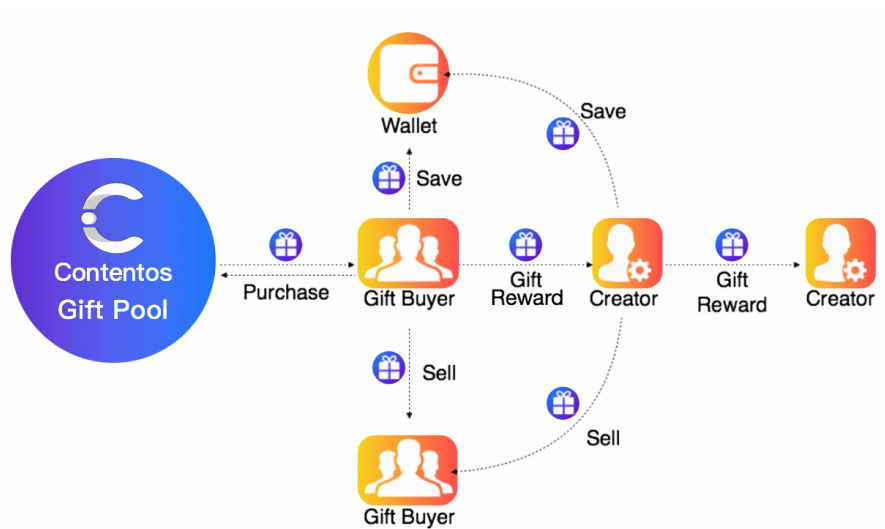 Wallet
Save
Save
Contentos
Gift Pool
Purchase
Gift Buyer
Gift
Reward
Creator
Gift
Reward
Creator
Sell
Sell
Gift Buyer